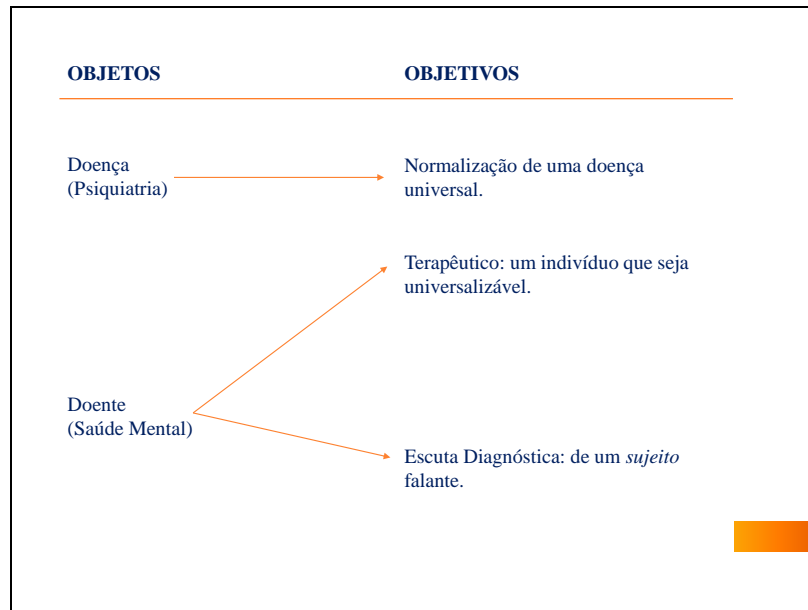 OBJETOS
OBJETIVOS
Doença
(Psiquiatria)
Normalização de uma doença
universal.
Terapêutico: um indivíduo que seja
universalizável.
Doente
(Saúde Mental)
Escuta Diagnóstica: de um sujeito
falante.